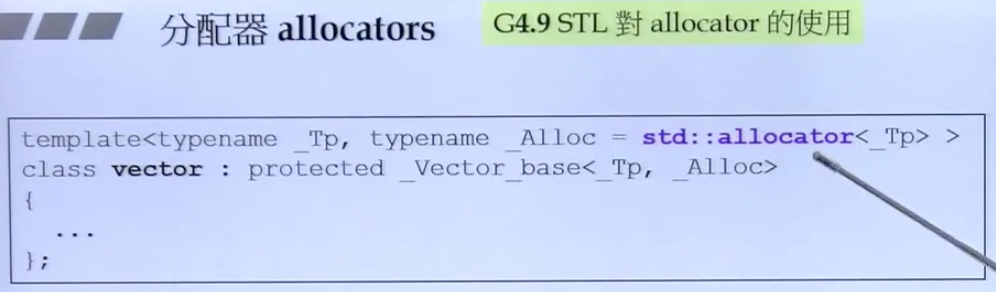 分配器 allocators
G4.9 STL 對 allocator 的使用
template<typename _Tp, typename _Alloc = std::allocator<_Tp> >
class vector : protected _Vector_base<_Tp, _Alloc>
{
...
};